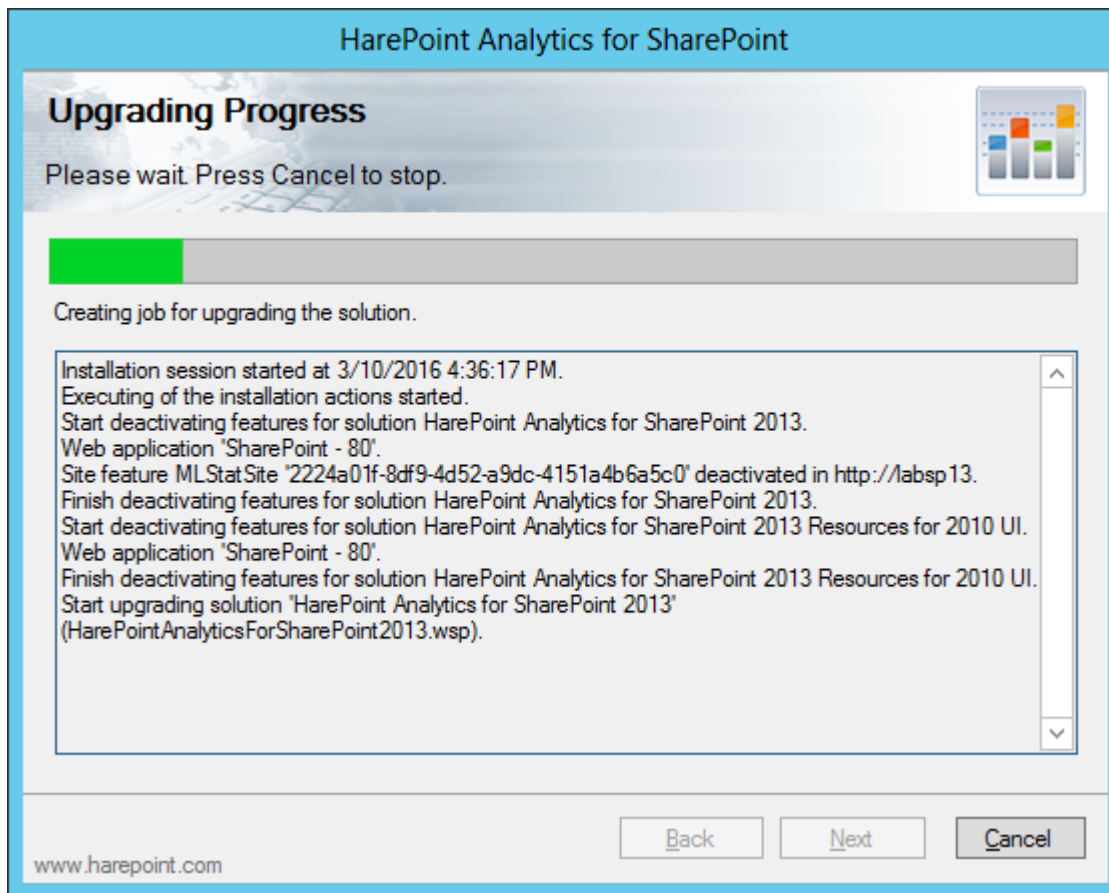 HarePoint Analytics for SharePoint
Upgrading Progress
Please wait. Press Cancel to stop.
Creating job for upgrading the solution.
Installation session started at 3/10/2016 4:36:17 PM.
Executing of the installation actions started.
Start deactivating features for solution HarePoint Analytics for SharePoint 2013.
Web application 'SharePoint - 80'.
Site feature MLStatSite '2224a01f-8df9-4d52-a9dc-4151a4b6a5c0' deactivated in http://labsp13.
Finish deactivating features for solution HarePoint Analytics for SharePoint 2013.
Start deactivating features for solution HarePoint Analytics for SharePoint 2013 Resources for 2010 UI.
Web application 'SharePoint - 80'.
Finish deactivating features for solution HarePoint Analytics for SharePoint 2013 Resources for 2010 UI.
Start upgrading solution 'HarePoint Analytics for SharePoint 2013'
(HarePointAnalyticsForSharePoint2013.wsp).
Back
Next
Cancel
www.harepoint.com